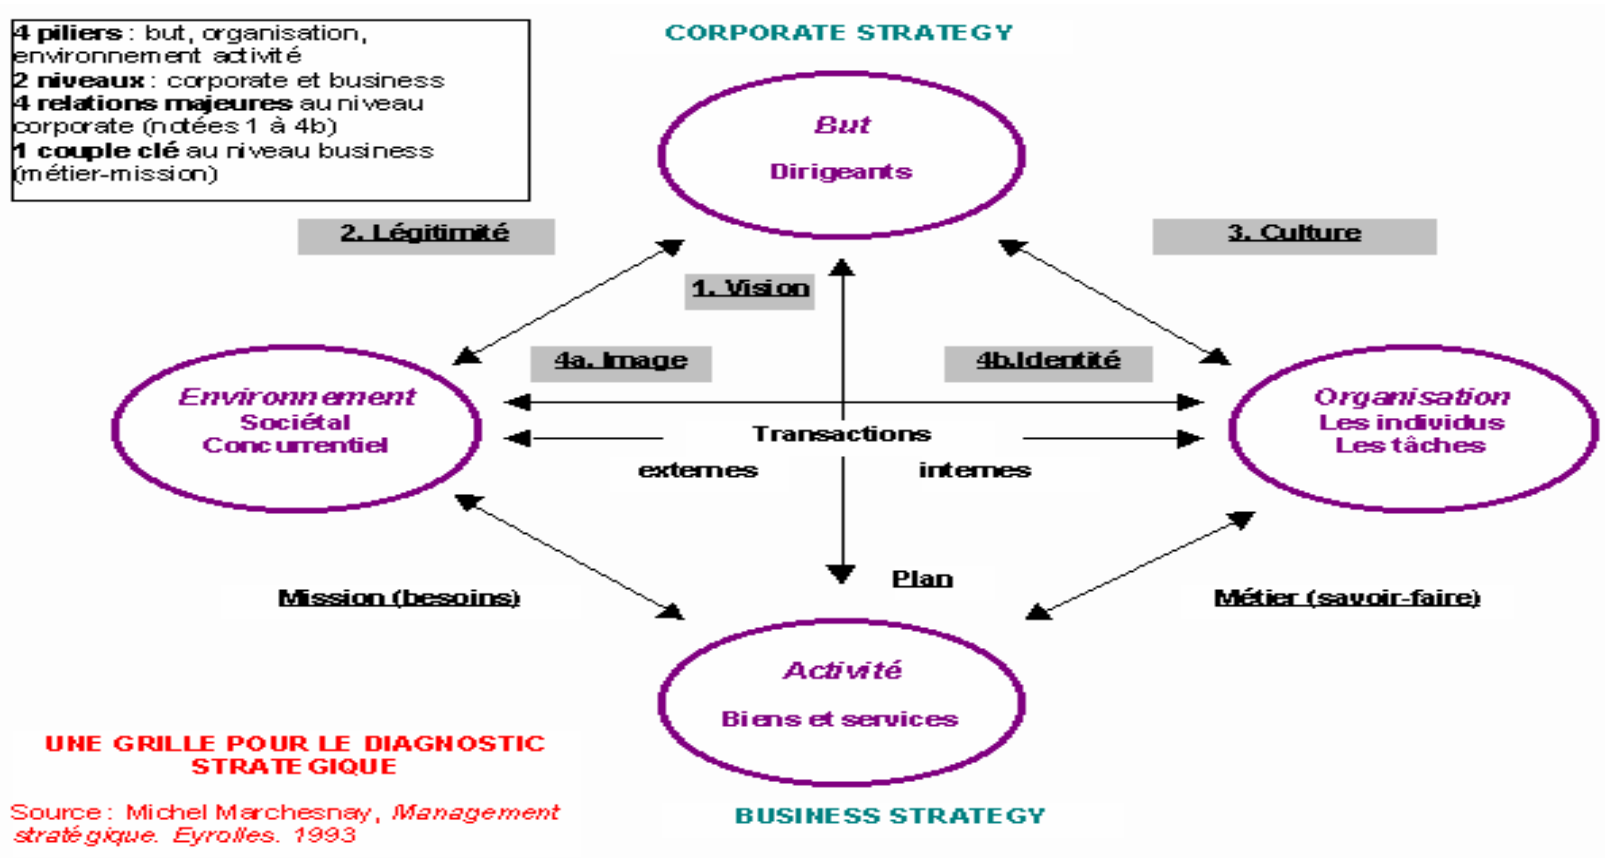 4 piliers : but, organisation,
environnement activité
2 niveaux : corporate et business
4 relations majeures au niveau
corporate (notées 1 à 4b)
1 couple clé au niveau business
(métier-mission)
CORPORATE STRATEGY
But
Dirigeants
2. Légitimité
3. Culture
1. Vision
4a. Image
4b.Identité
Environnement
Sociétal
Concurrentiel
Organisation
Les individus
Les tâches
Transactions
externes
internes
Plan
Mission (besoins)
Métier (savoir-faire)
Activité
Biens et services
UNE GRILLE POUR LE DIAGNOSTIC
STRATEGIQUE
Source : Michel Marchesnay, Management
stratégique. Eyrolles. 1993
BUSINESS STRATEGY